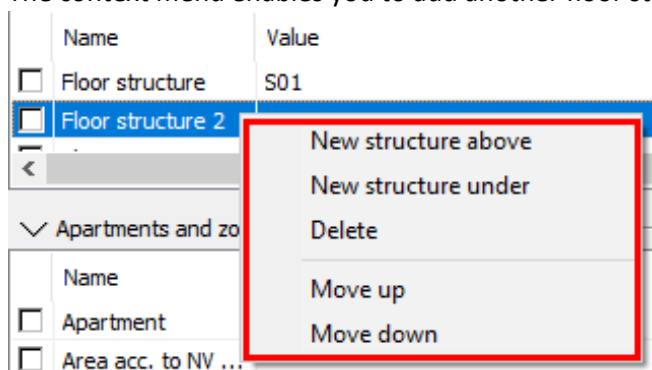 The context menu enables you to add another floor st
Name Value
Floor structure S01
Floor structure 2
New structure above
New structure under
Apartments and zo
Delete
Name
Move up
Apartment
Move down
Area acc. to NV ...